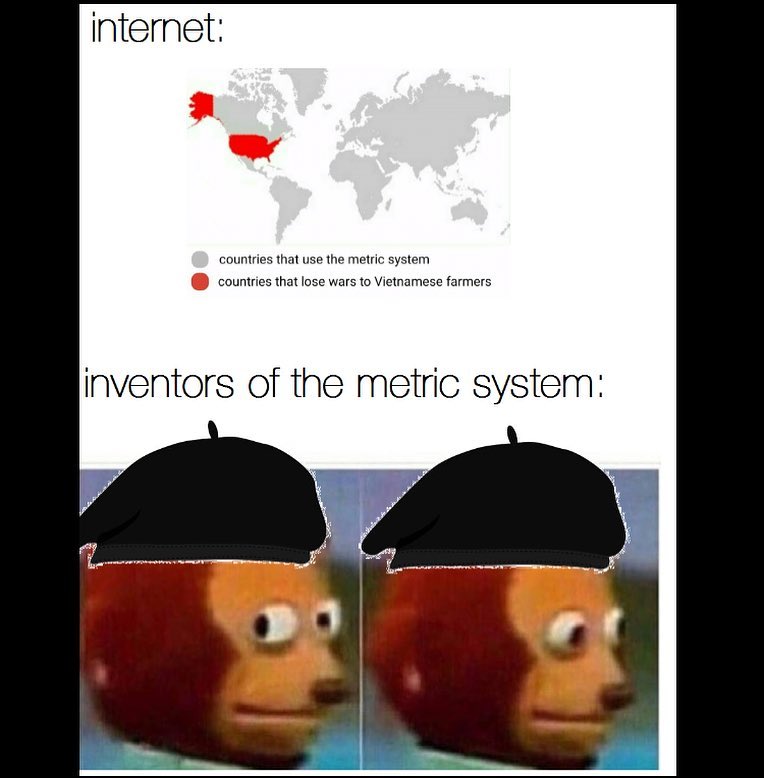 internet:
countries that use the metric system
countries that lose wars to Vietnamese farmers
inventors of the metric system: